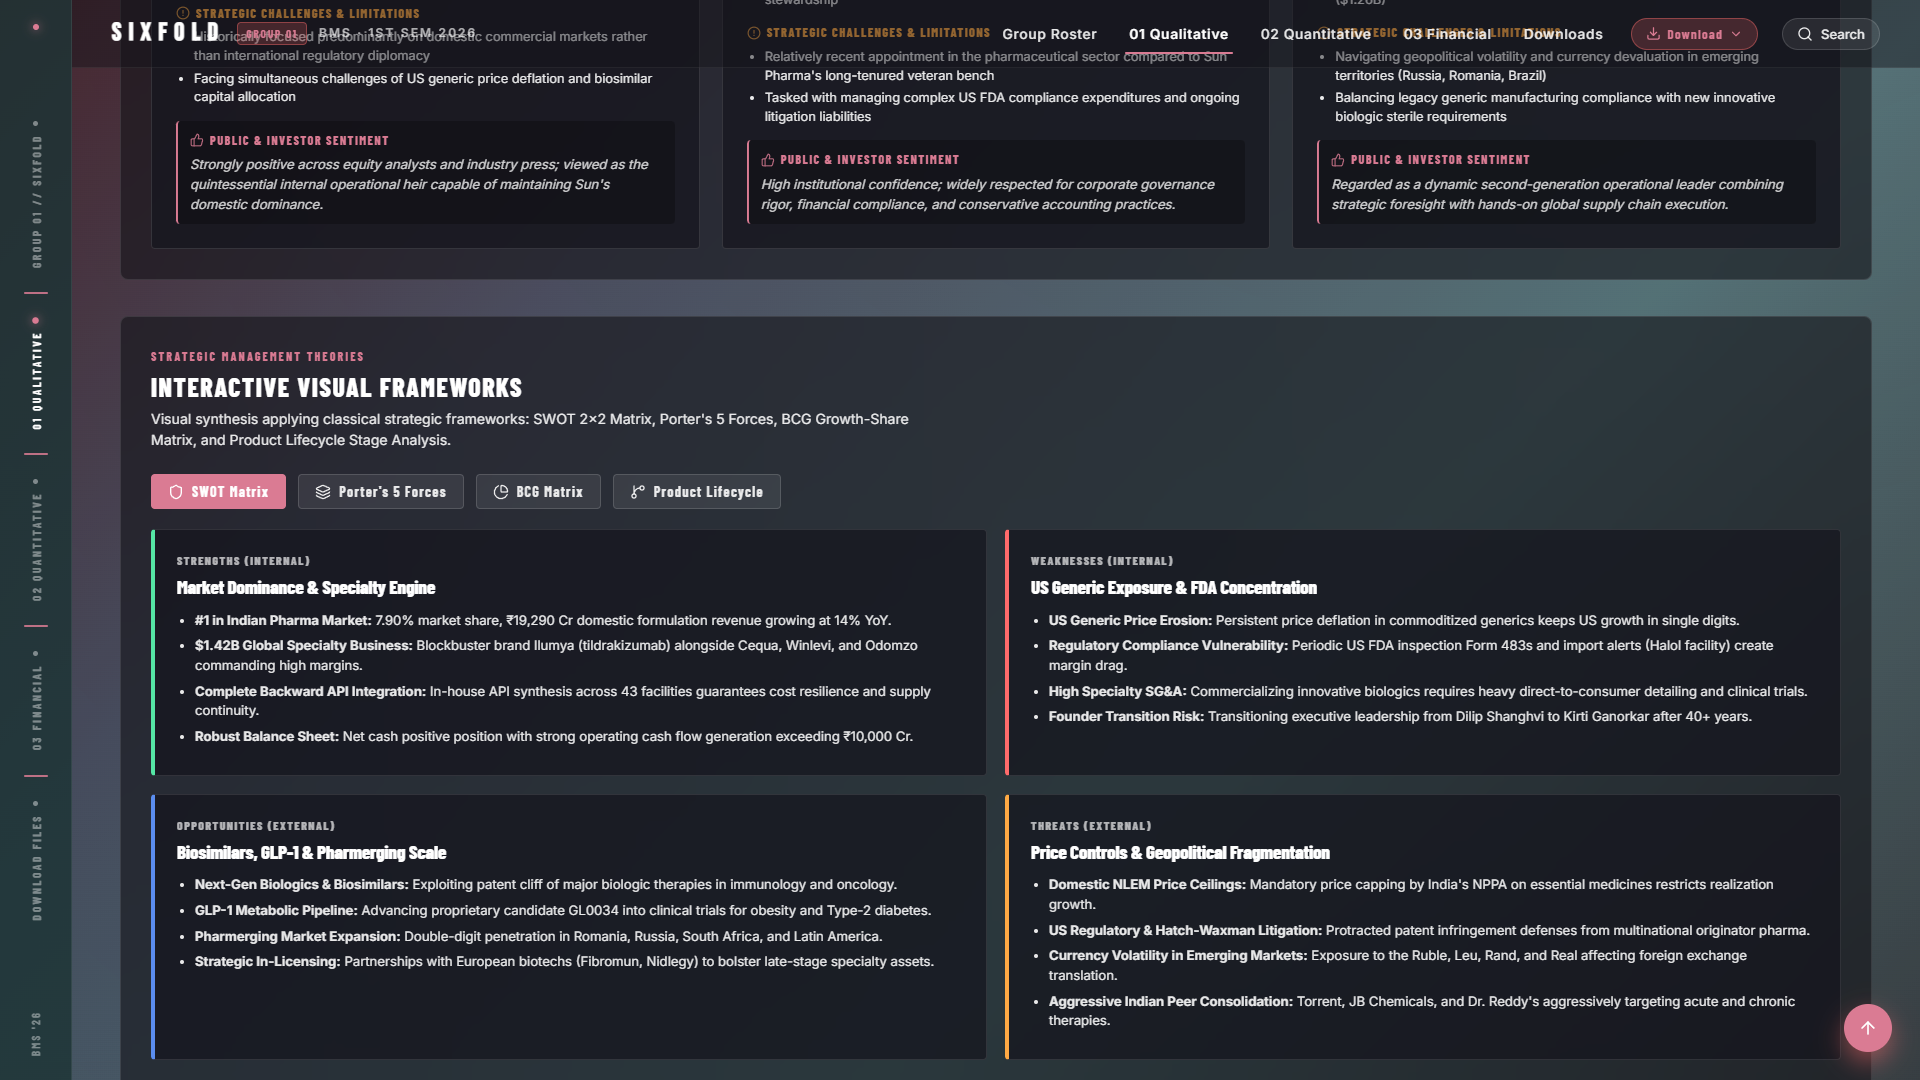 SIXFOLD
GROUP 01
BMS - 1ST SEM 2026
Group Roster
01 Qualitative
02 Quantitative
03 Financial
Downloads
Download
Search
GROUP 01 // SIXFOLD
01 QUALITATIVE
02 QUANTITATIVE
03 FINANCIAL
DOWNLOAD FILES
BMS '26
STRATEGIC CHALLENGES & LIMITATIONS
Historically focused predominantly on domestic commercial markets rather
than international regulatory diplomacy
Facing simultaneous challenges of US generic price deflation and biosimilar
capital allocation
PUBLIC & INVESTOR SENTIMENT
Strongly positive across equity analysts and industry press; viewed as the
quintessential internal operational heir capable of maintaining Sun's
domestic dominance.
stewardship
STRATEGIC CHALLENGES & LIMITATIONS
Relatively recent appointment in the pharmaceutical sector compared to Sun
Pharma's long-tenured veteran bench
Tasked with managing complex US FDA compliance expenditures and ongoing
litigation liabilities
PUBLIC & INVESTOR SENTIMENT
High institutional confidence; widely respected for corporate governance
rigor, financial compliance, and conservative accounting practices.
($1.20B)
STRATEGIC CHALLENGES & LIMITATIONS
Navigating geopolitical volatility and currency devaluation in emerging
territories (Russia, Romania, Brazil)
Balancing legacy generic manufacturing compliance with new innovative
biologic sterile requirements
PUBLIC & INVESTOR SENTIMENT
Regarded as a dynamic second-generation operational leader combining
strategic foresight with hands-on global supply chain execution.
STRATEGIC MANAGEMENT THEORIES
INTERACTIVE VISUAL FRAMEWORKS
Visual synthesis applying classical strategic frameworks: SWOT 2×2 Matrix, Porter's 5 Forces, BCG Growth-Share
Matrix, and Product Lifecycle Stage Analysis.
SWOT Matrix
Porter's 5 Forces
BCG Matrix
Product Lifecycle
STRENGTHS (INTERNAL)
Market Dominance & Specialty Engine
#1 in Indian Pharma Market: 7.90% market share, ₹19,290 Cr domestic formulation revenue growing at 14% YoY.
$1.42B Global Specialty Business: Blockbuster brand Ilumya (tildrakizumab) alongside Cequa, Winlevi, and Odomzo
commanding high margins.
Complete Backward API Integration: In-house API synthesis across 43 facilities guarantees cost resilience and supply
continuity.
Robust Balance Sheet: Net cash positive position with strong operating cash flow generation exceeding ₹10,000 Cr.
WEAKNESSES (INTERNAL)
US Generic Exposure & FDA Concentration
US Generic Price Erosion: Persistent price deflation in commoditized generics keeps US growth in single digits.
Regulatory Compliance Vulnerability: Periodic US FDA inspection Form 483s and import alerts (Halol facility) create
margin drag.
High Specialty SG&A: Commercializing innovative biologics requires heavy direct-to-consumer detailing and clinical trials.
Founder Transition Risk: Transitioning executive leadership from Dilip Shanghvi to Kirti Ganorkar after 40+ years.
OPPORTUNITIES (EXTERNAL)
Biosimilars, GLP-1 & Pharmerging Scale
Next-Gen Biologics & Biosimilars: Exploiting patent cliff of major biologic therapies in immunology and oncology.
GLP-1 Metabolic Pipeline: Advancing proprietary candidate GL0034 into clinical trials for obesity and Type-2 diabetes.
Pharmerging Market Expansion: Double-digit penetration in Romania, Russia, South Africa, and Latin America.
Strategic In-Licensing: Partnerships with European biotechs (Fibromun, Nidlegy) to bolster late-stage specialty assets.
THREATS (EXTERNAL)
Price Controls & Geopolitical Fragmentation
Domestic NLEM Price Ceilings: Mandatory price capping by India's NPPA on essential medicines restricts realization
growth.
US Regulatory & Hatch-Waxman Litigation: Protracted patent infringement defenses from multinational originator pharma.
Currency Volatility in Emerging Markets: Exposure to the Ruble, Leu, Rand, and Real affecting foreign exchange
translation.
Aggressive Indian Peer Consolidation: Torrent, JB Chemicals, and Dr. Reddy's aggressively targeting acute and chronic
therapies.